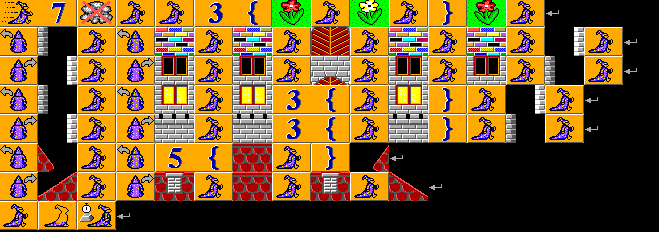 7 3 { }
3 { }
3 { }
5 { }